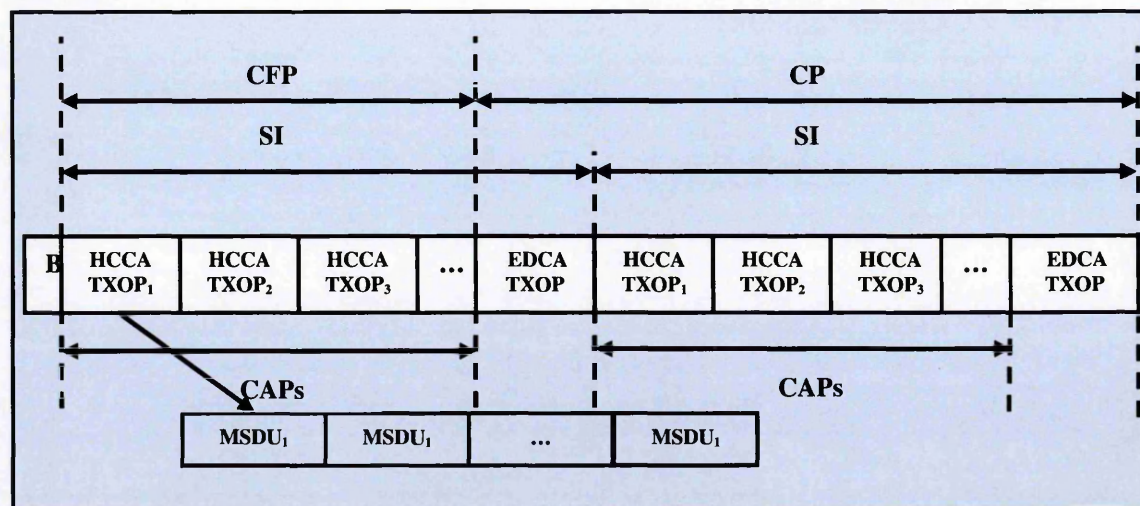 CFP CP
SI SI
B HCCA TXOP₁ HCCA TXOP₂ HCCA TXOP₃ ... EDCA TXOP HCCA TXOP₁ HCCA TXOP₂ HCCA TXOP₃ ... EDCA TXOP
CAPs CAPs
MSDU₁ MSDU₁ ... MSDU₁